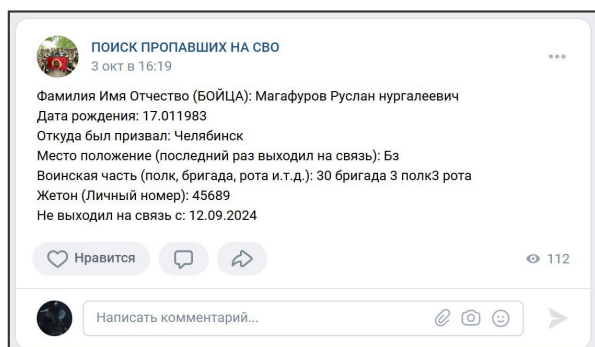 ПОИСК ПРОПАВШИХ НА СВО
3 окт в 16:19
Фамилия Имя Отчество (БОЙЦА): Магафуров Руслан нургалеевич
Дата рождения: 17.011983
Откуда был призвал: Челябинск
Место положение (последний раз выходил на связь): Бз
Воинская часть (полк, бригада, рота и.т.д.): 30 бригада 3 полк3 рота
Жетон (Личный номер): 45689
Не выходил на связь с: 12.09.2024
Нравится
112
Написать комментарий...